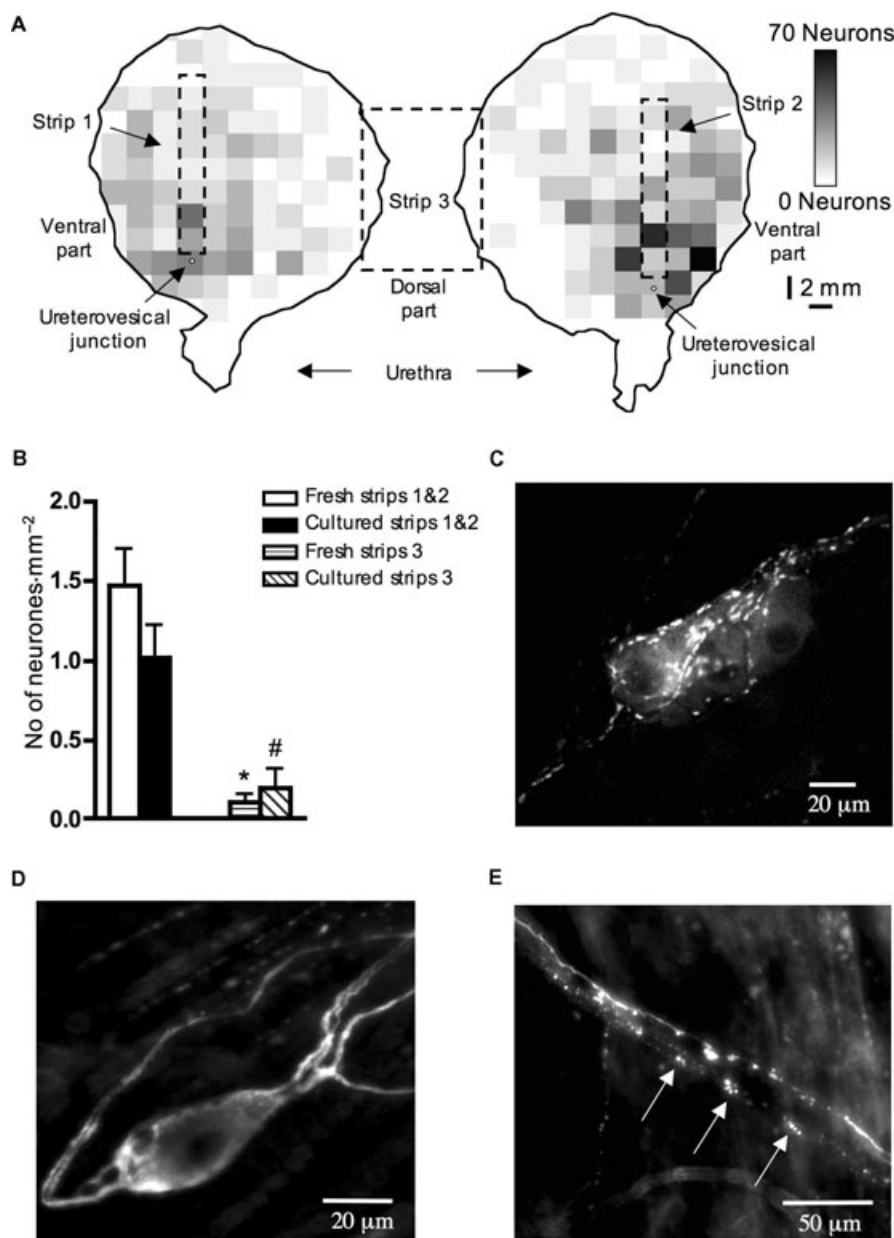 A
70 Neurons
Strip 1
Strip 2
Strip 3
0 Neurons
Ventral
part
Ventral
part
Dorsal
part
2 mm
Ureterovesical
junction
Ureterovesical
junction
Urethra
B
No of neurones·mm⁻²
2.0
1.5
1.0
0.5
0.0
*
#
Fresh strips 1&2
Cultured strips 1&2
Fresh strips 3
Cultured strips 3
C
20 µm
D
20 µm
E
50 µm